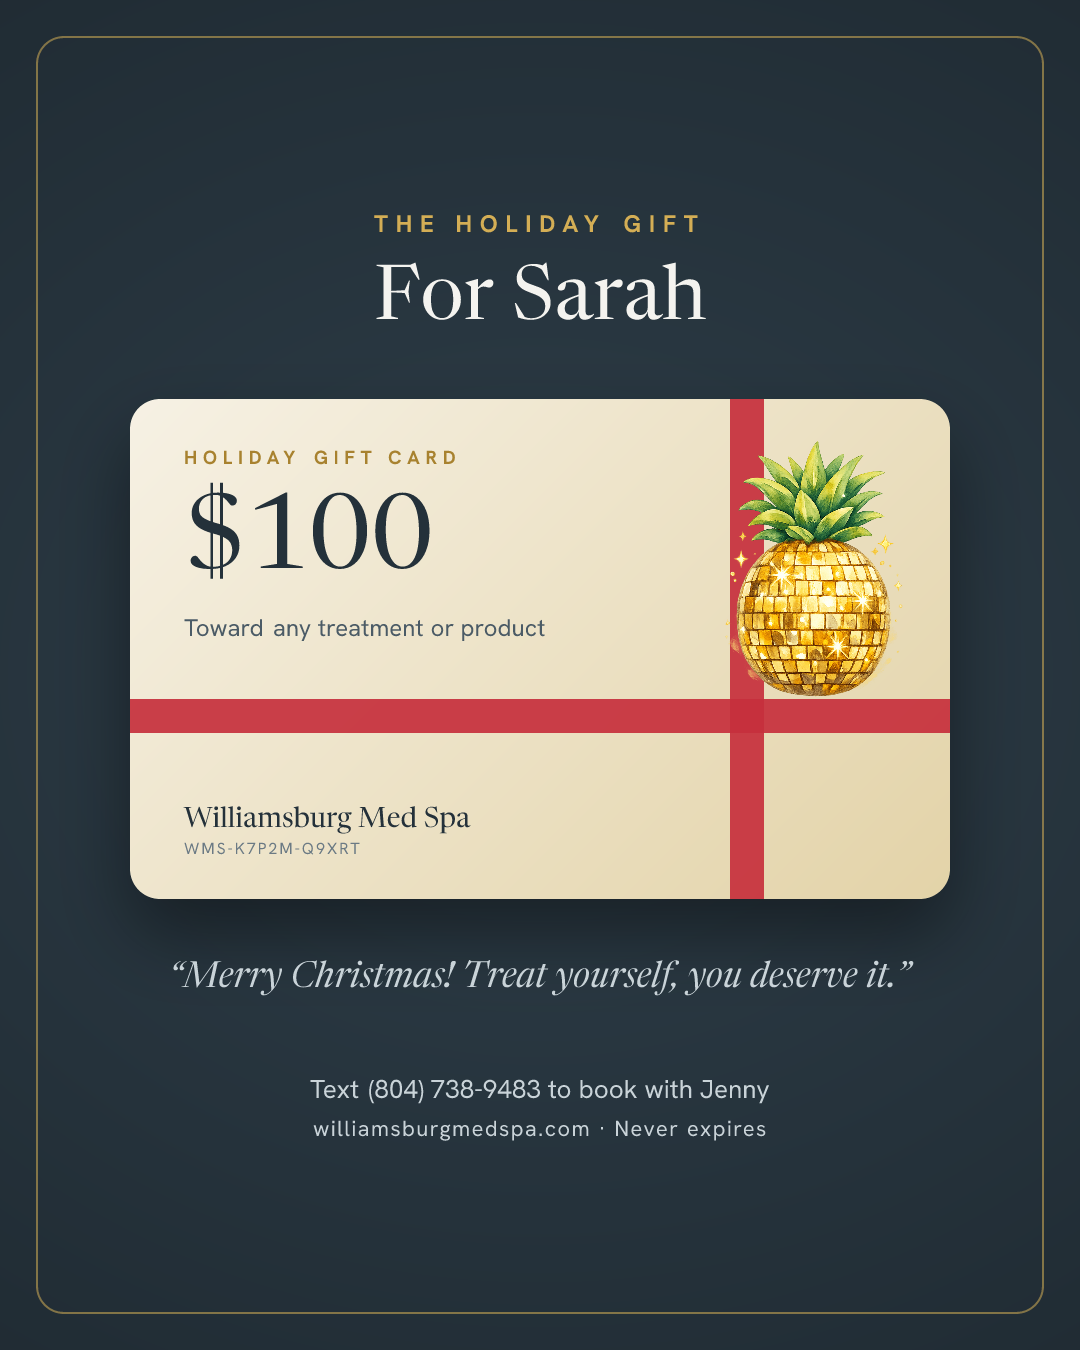 THE HOLIDAY GIFT
For Sarah
HOLIDAY GIFT CARD
$100
Toward any treatment or product
Williamsburg Med Spa
WMS-K7P2M-Q9XRT
“Merry Christmas! Treat yourself, you deserve it.”
Text (804) 738-9483 to book with Jenny
williamsburgmedspa.com · Never expires